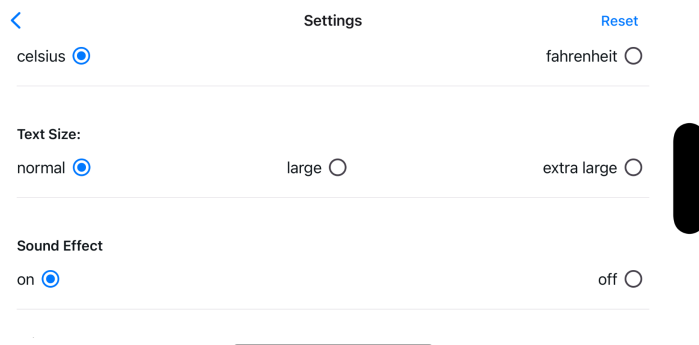 Settings
Reset
celsius
fahrenheit
Text Size:
normal
large
extra large
Sound Effect
on
off